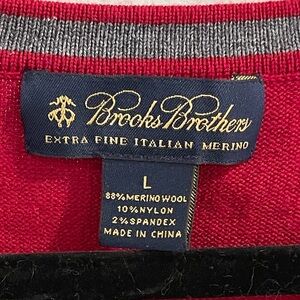 Brooks Brothers
EXTRA FINE ITALIAN MERINO
L
88% MERINO WOOL
10% NYLON
2% SPANDEX
MADE IN CHINA